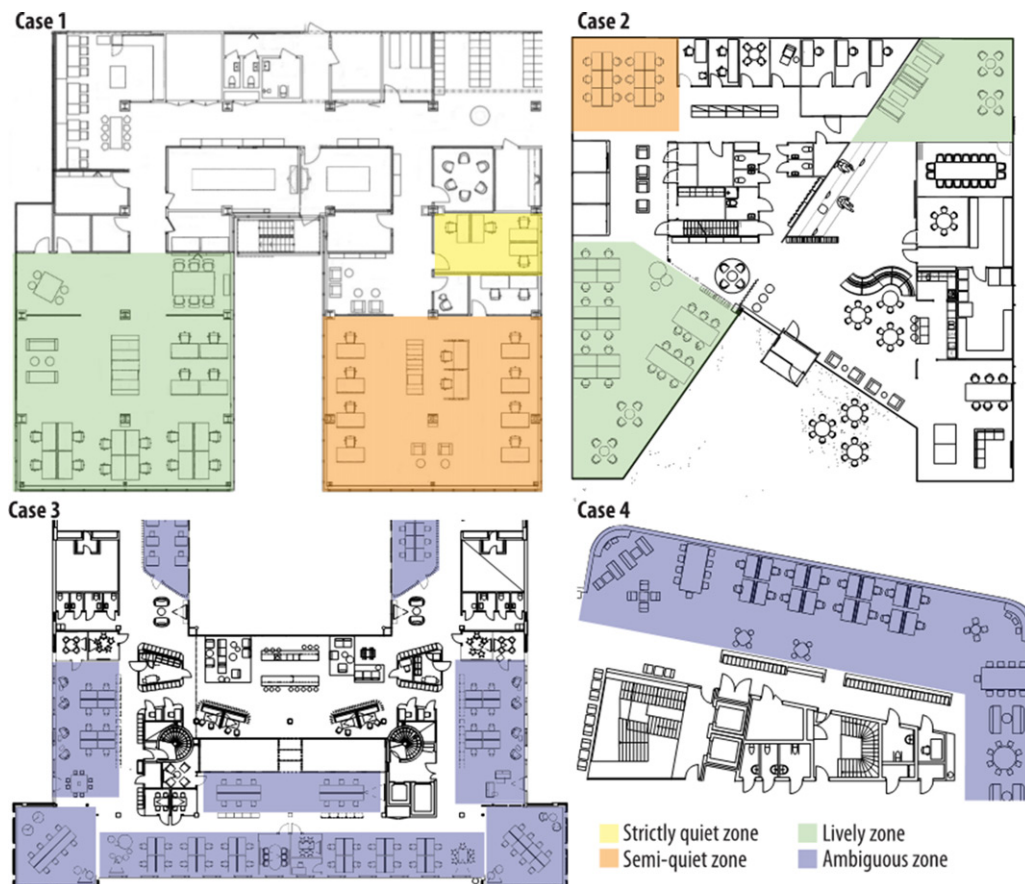 Case 1
Case 2
Case 3
Case 4
Strictly quiet zone
Lively zone
Semi-quiet zone
Ambiguous zone